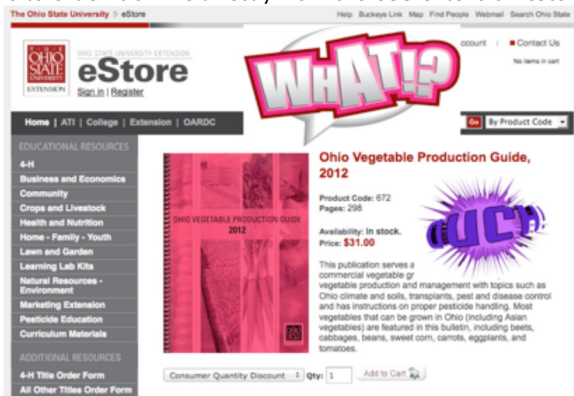 The Ohio State University > eStore
Help Buckeye Link Map Find People Webmail Search Ohio State
THE
OHIO
STATE
UNIVERSITY
EXTENSION
OHIO STATE UNIVERSITY EXTENSION
eStore
Sign in | Register
WHAT!?
ccount | Contact Us
No items in cart.
Home | ATI | College | Extension | OARDC
Go By Product Code
EDUCATIONAL RESOURCES
4-H
Business and Economics
Community
Crops and Livestock
Health and Nutrition
Home - Family - Youth
Lawn and Garden
Learning Lab Kits
Natural Resources -
Environment
Marketing Extension
Pesticide Education
Curriculum Materials
ADDITIONAL RESOURCES
4-H Title Order Form
All Other Titles Order Form
OHIO VEGETABLE PRODUCTION GUIDE
2012
Ohio Vegetable Production Guide,
2012
Product Code: 672
Pages: 298
Availability: In stock.
Price: $31.00
This publication serves a
commercial vegetable gr
vegetable production and management with topics such as
Ohio climate and soils, transplants, pest and disease control
and has instructions on proper pesticide handling. Most
vegetables that can be grown in Ohio (including Asian
vegetables) are featured in this bulletin, including beets,
cabbages, beans, sweet corn, carrots, eggplants, and
tomatoes.
Consumer Quantity Discount Qty: 1 Add to Cart